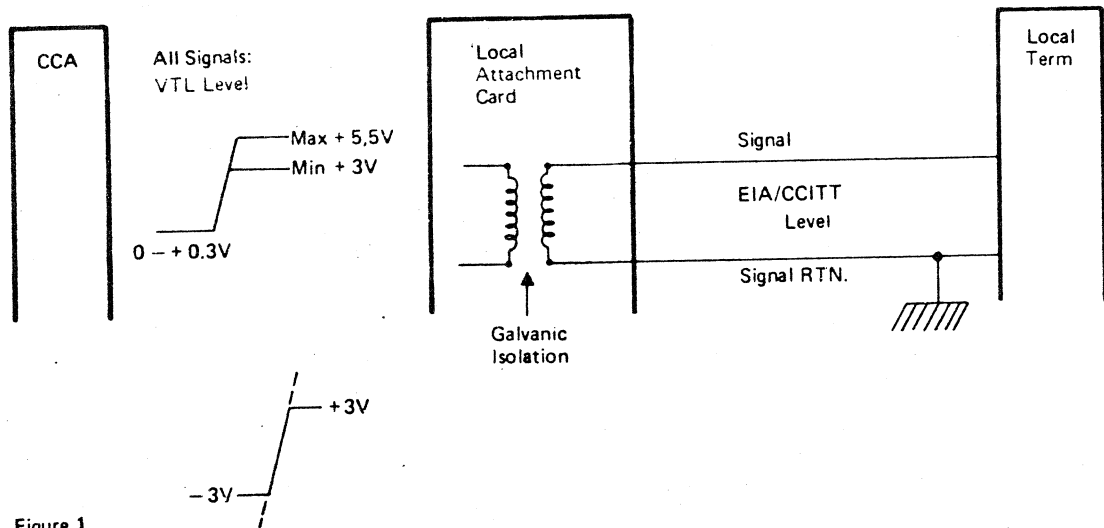 CCA
All Signals:
VTL Level
Max + 5,5V
Min + 3V
0 – + 0.3V
Local
Attachment
Card
Galvanic
Isolation
Signal
EIA/CCITT
Level
Signal RTN.
Local
Term
+3V
– 3V
Figure 1